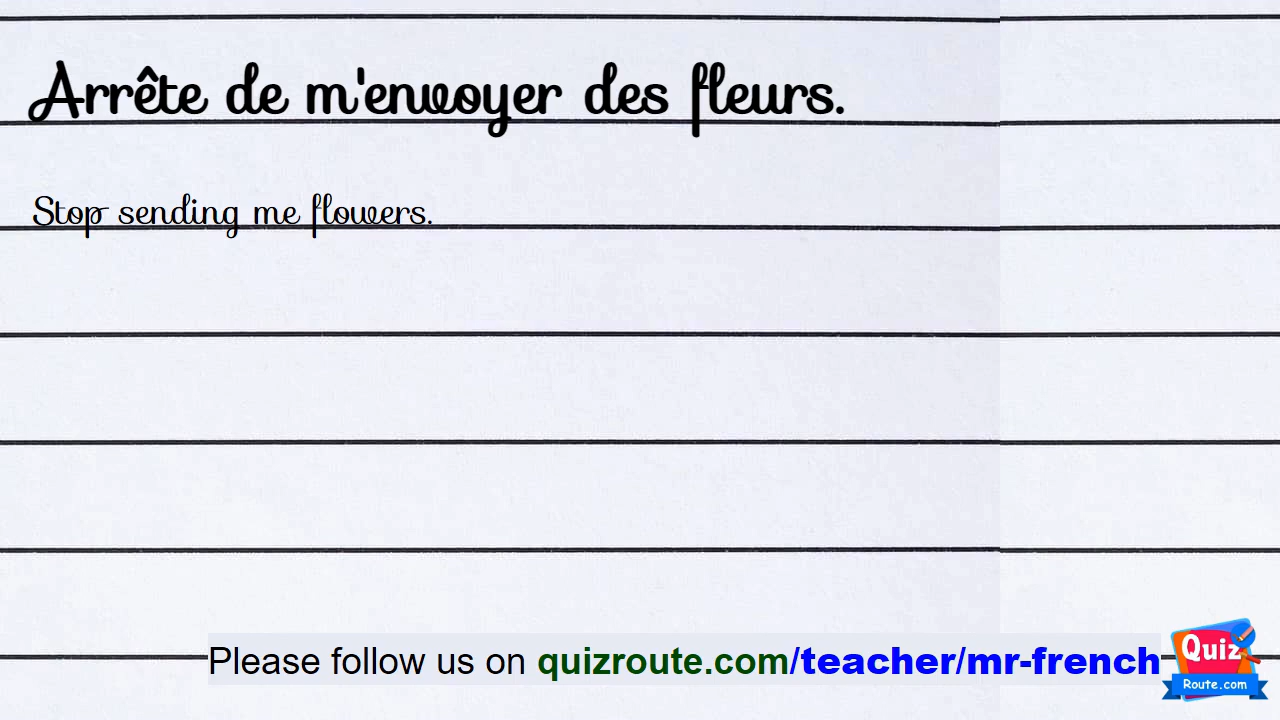 Arrête de m'envoyer des fleurs.
Stop sending me flowers.
Please follow us on quizroute.com/teacher/mr-french
Quiz
Route.com